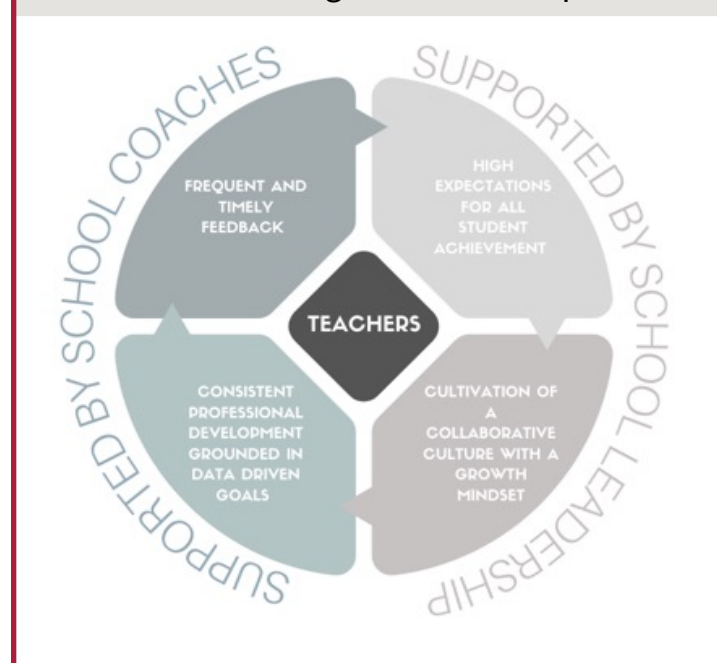 SUPPORTED BY SCHOOL COACHES
SUPPORTED BY SCHOOL LEADERSHIP
FREQUENT AND
TIMELY
FEEDBACK
HIGH
EXPECTATIONS
FOR ALL
STUDENT
ACHIEVEMENT
TEACHERS
CONSISTENT
PROFESSIONAL
DEVELOPMENT
GROUNDED IN
DATA DRIVEN
GOALS
CULTIVATION OF
A
COLLABORATIVE
CULTURE WITH A
GROWTH
MINDSET